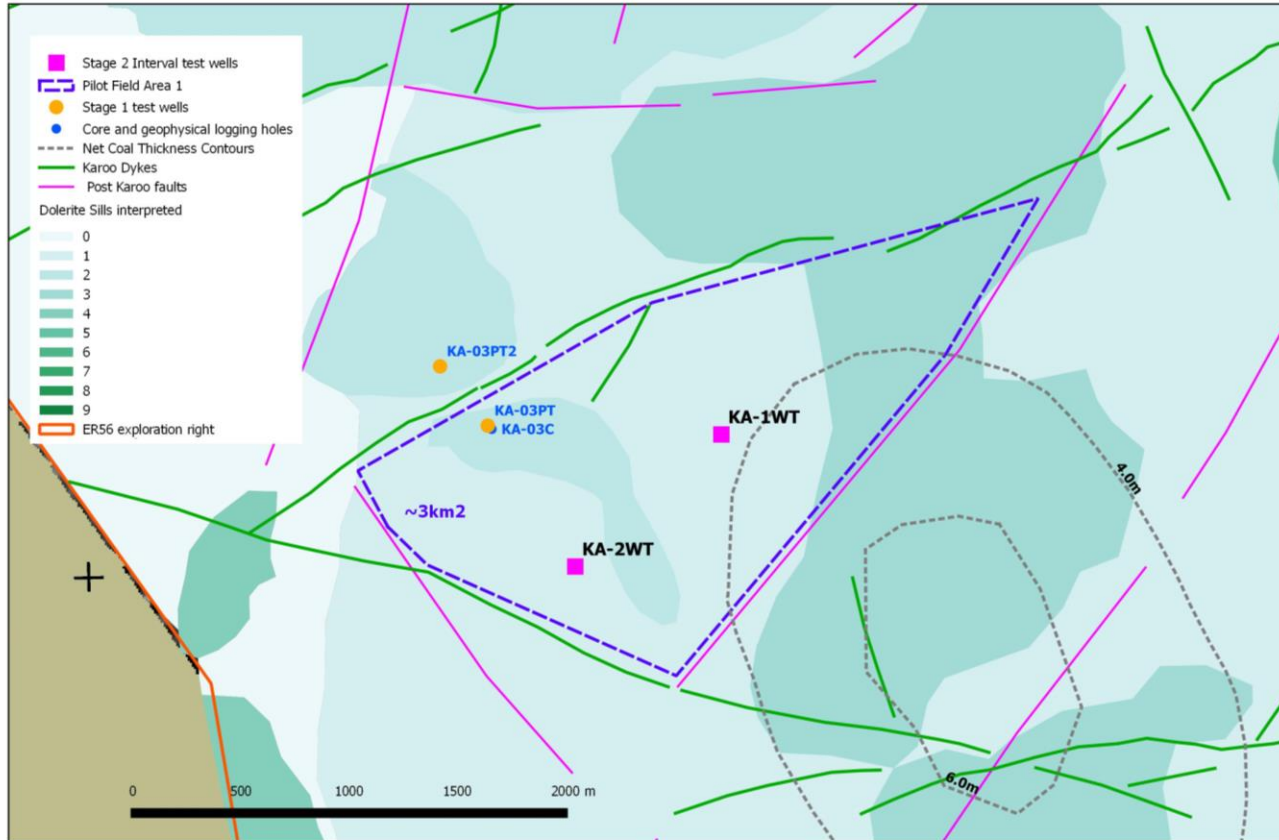 Stage 2 Interval test wells
Pilot Field Area 1
Stage 1 test wells
Core and geophysical logging holes
Net Coal Thickness Contours
Karoo Dykes
Post Karoo faults
Dolerite Sills interpreted
0
1
2
3
4
5
6
7
8
9
ER56 exploration right
KA-03PT2
KA-03PT
KA-03C
KA-1WT
4.0m
~3km2
KA-2WT
6.0m
0 500 1000 1500 2000 m